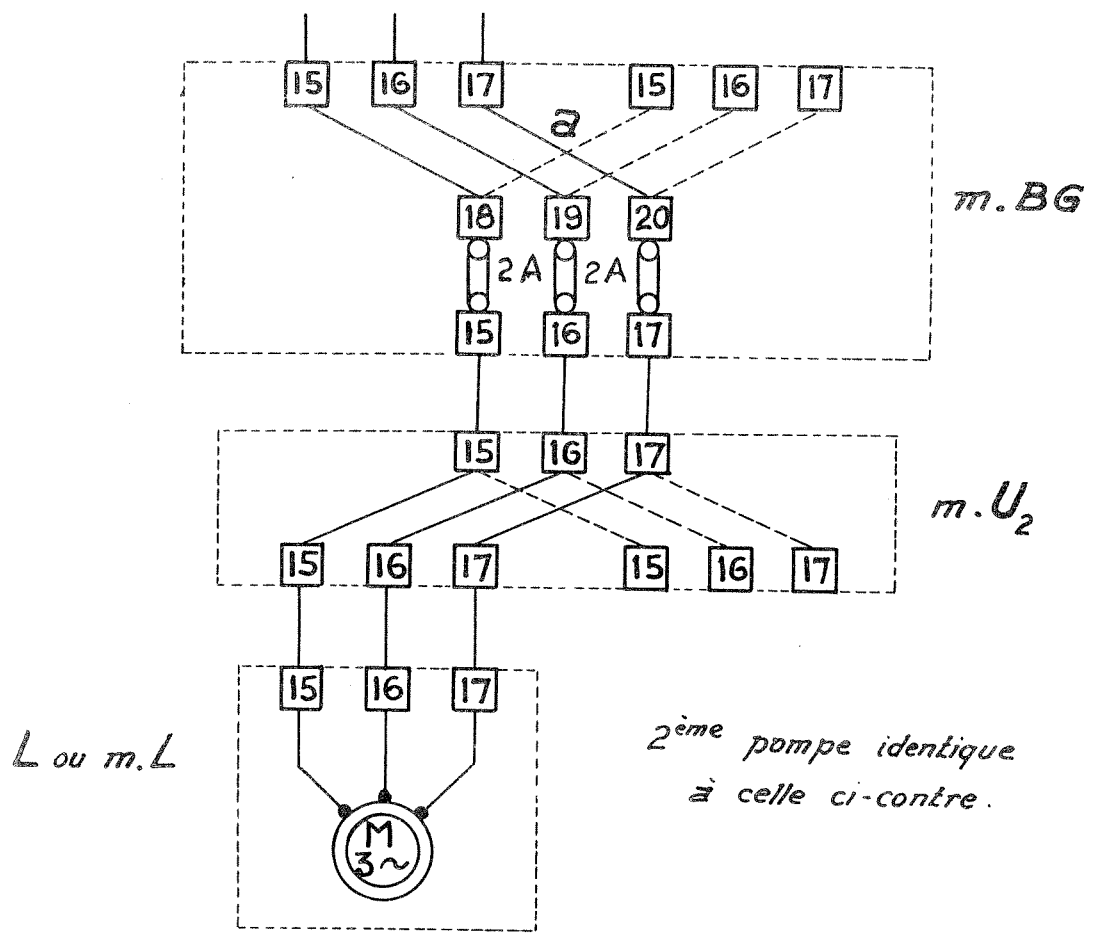 15 16 17 15 16 17
a
m.BG
18 19 20
2A 2A
15 16 17
15 16 17
m.U2
15 16 17 15 16 17
15 16 17
L ou m.L
2ème pompe identique
à celle ci-contre.
M
3~